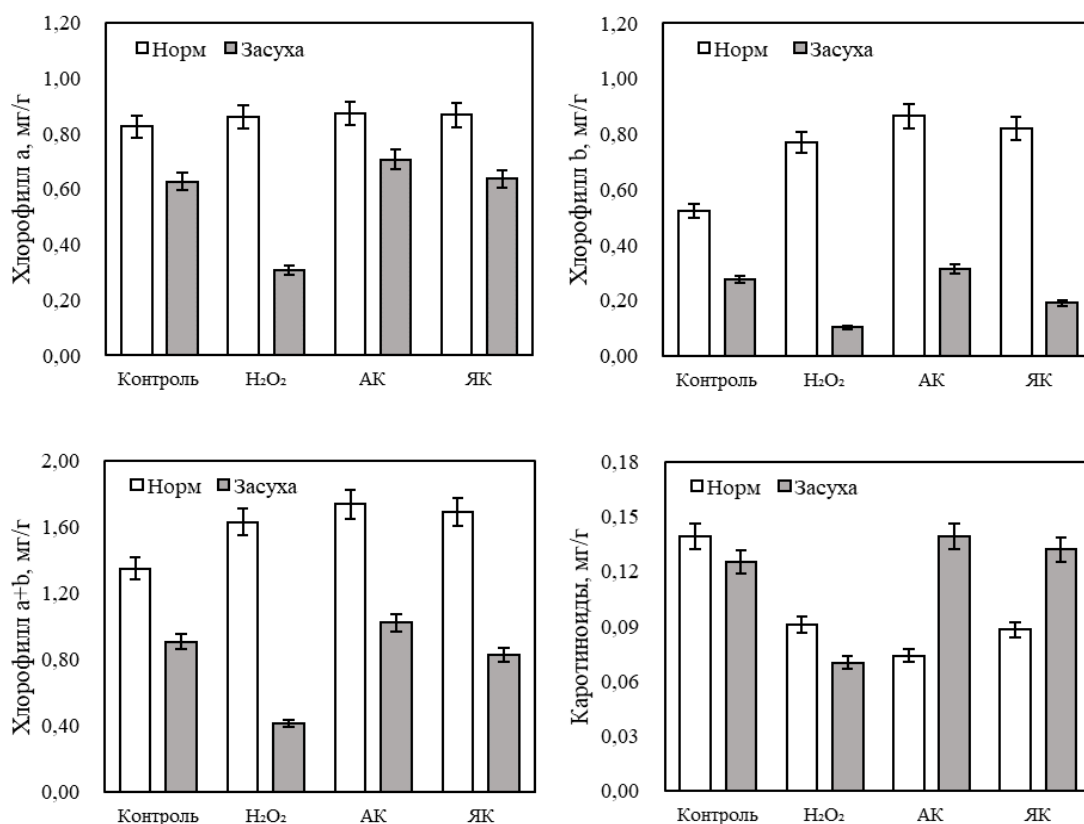 Хлорофилл a, мг/г
1,20
1,00
0,80
0,60
0,40
0,20
0,00
Норм Засуха
Контроль H₂O₂ АК ЯК
Хлорофилл b, мг/г
1,20
1,00
0,80
0,60
0,40
0,20
0,00
Норм Засуха
Контроль H₂O₂ АК ЯК
Хлорофилл a+b, мг/г
2,00
1,60
1,20
0,80
0,40
0,00
Норм Засуха
Контроль H₂O₂ АК ЯК
Каротиноиды, мг/г
0,18
0,15
0,12
0,09
0,06
0,03
0,00
Норм Засуха
Контроль H₂O₂ АК ЯК